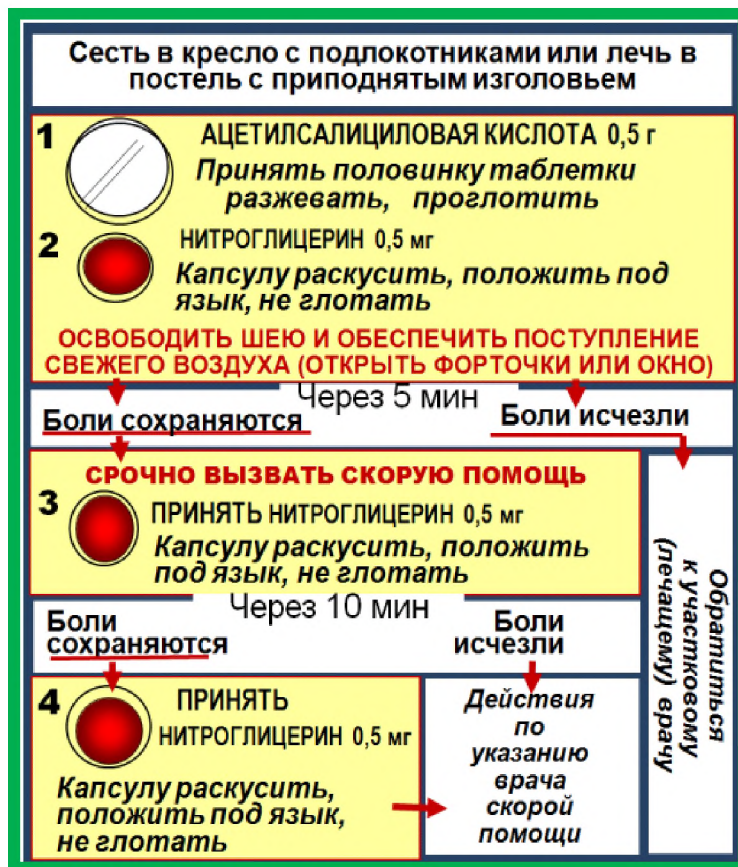 Сесть в кресло с подлокотниками или лечь в
постель с приподнятым изголовьем
1
АЦЕТИЛСАЛИЦИЛОВАЯ КИСЛОТА 0,5 г
Принять половинку таблетки
разжевать, проглотить
2
НИТРОГЛИЦЕРИН 0,5 мг
Капсулу раскусить, положить под
язык, не глотать
ОСВОБОДИТЬ ШЕЮ И ОБЕСПЕЧИТЬ ПОСТУПЛЕНИЕ
СВЕЖЕГО ВОЗДУХА (ОТКРЫТЬ ФОРТОЧКИ ИЛИ ОКНО)
Через 5 мин
Боли сохраняются
Боли исчезли
СРОЧНО ВЫЗВАТЬ СКОРУЮ ПОМОЩЬ
3
ПРИНЯТЬ НИТРОГЛИЦЕРИН 0,5 мг
Капсулу раскусить, положить
под язык, не глотать
Через 10 мин
Боли
сохраняются
Боли
исчезли
4
ПРИНЯТЬ
НИТРОГЛИЦЕРИН 0,5 мг
Капсулу раскусить,
положить под язык,
не глотать
Действия
по
указанию
врача
скорой
помощи
Обратиться
к участковому
(лечащему) врачу